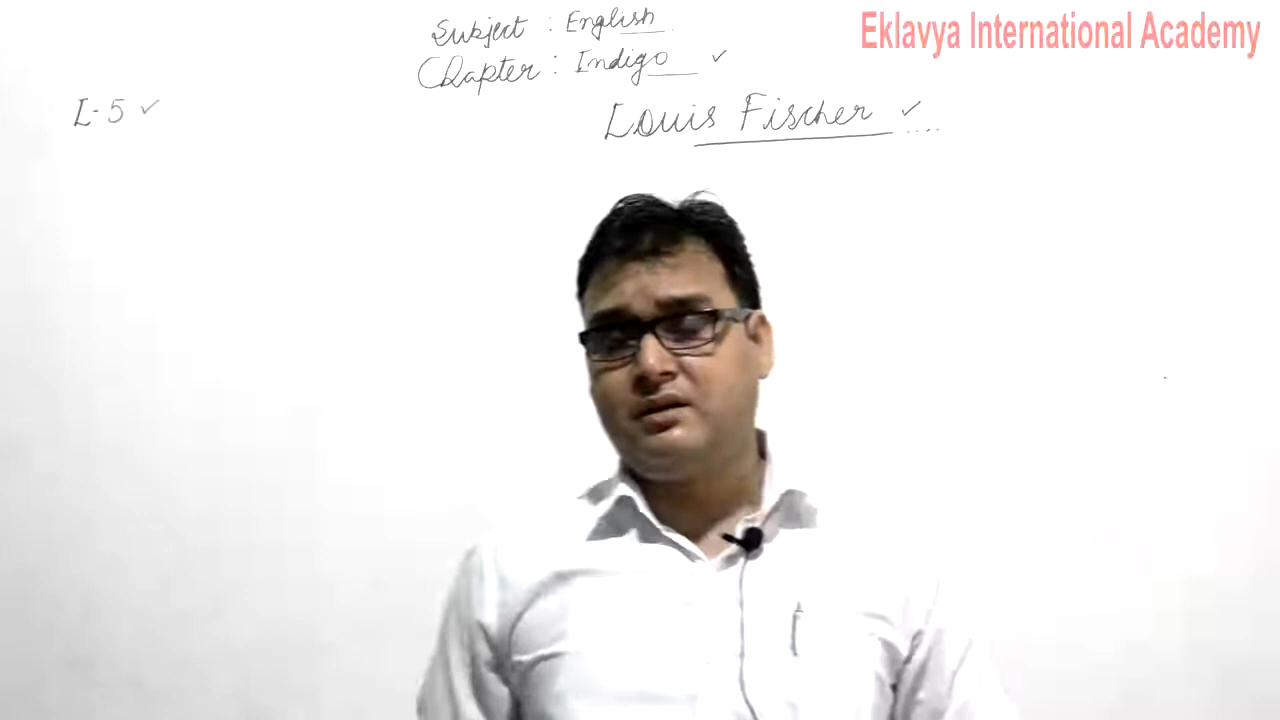 Subject : English
Eklavya International Academy
Chapter : Indigo ✓
L-5 ✓
Louis Fischer ✓ ....